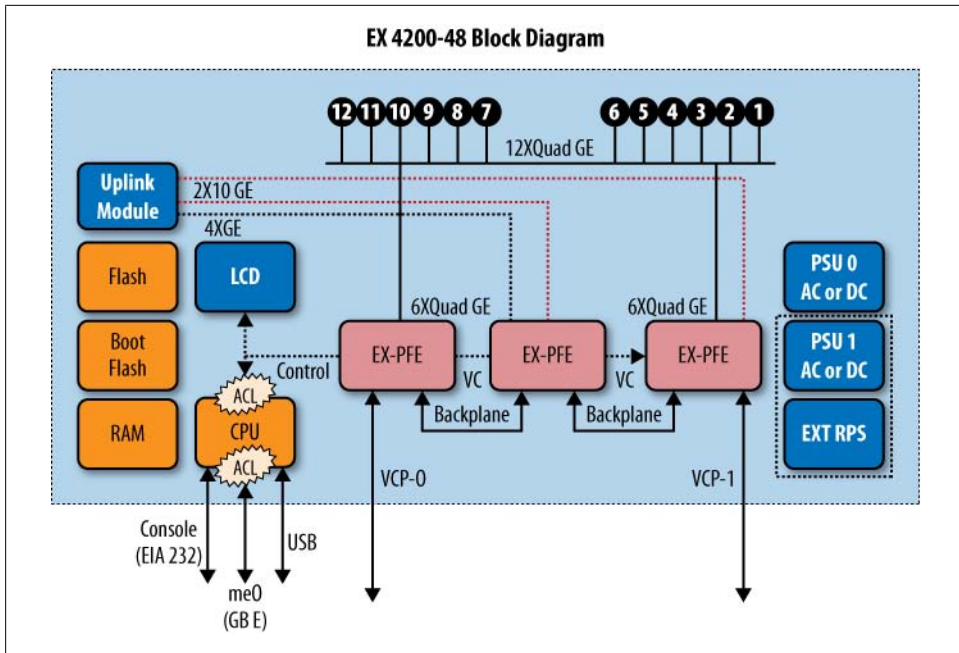 EX 4200-48 Block Diagram
12 11 10 9 8 7 6 5 4 3 2 1
12XQuad GE
Uplink
Module
2X10 GE
4XGE
Flash
LCD
PSU 0
AC or DC
6XQuad GE
6XQuad GE
Boot
Flash
Control
EX-PFE
VC
EX-PFE
VC
EX-PFE
PSU 1
AC or DC
ACL
Backplane
Backplane
RAM
CPU
EXT RPS
ACL
VCP-0
VCP-1
Console
(EIA 232)
USB
me0
(GB E)